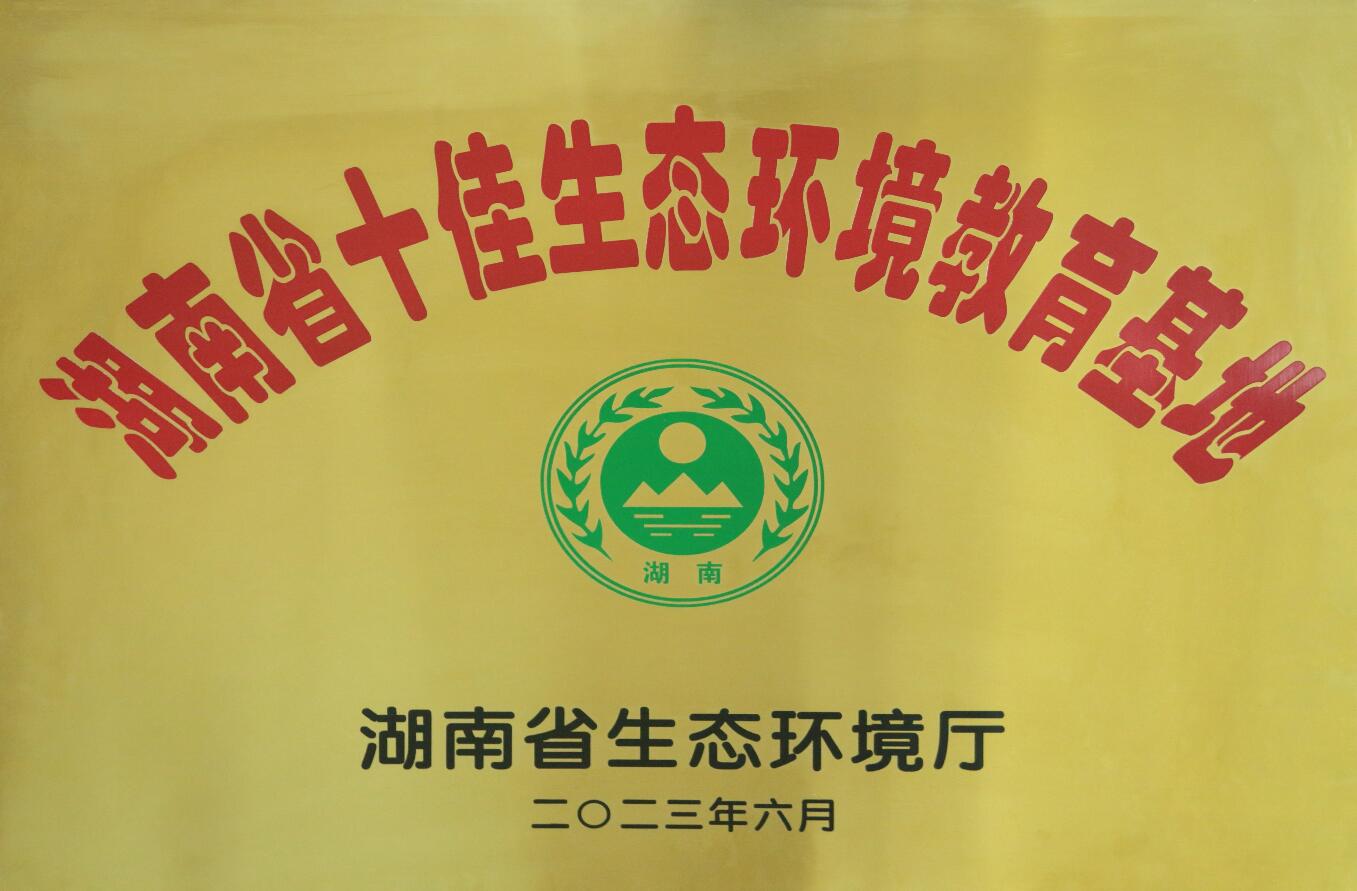 湖南省十佳生态环境教育基地
湖南
湖南省生态环境厅
二〇二三年六月